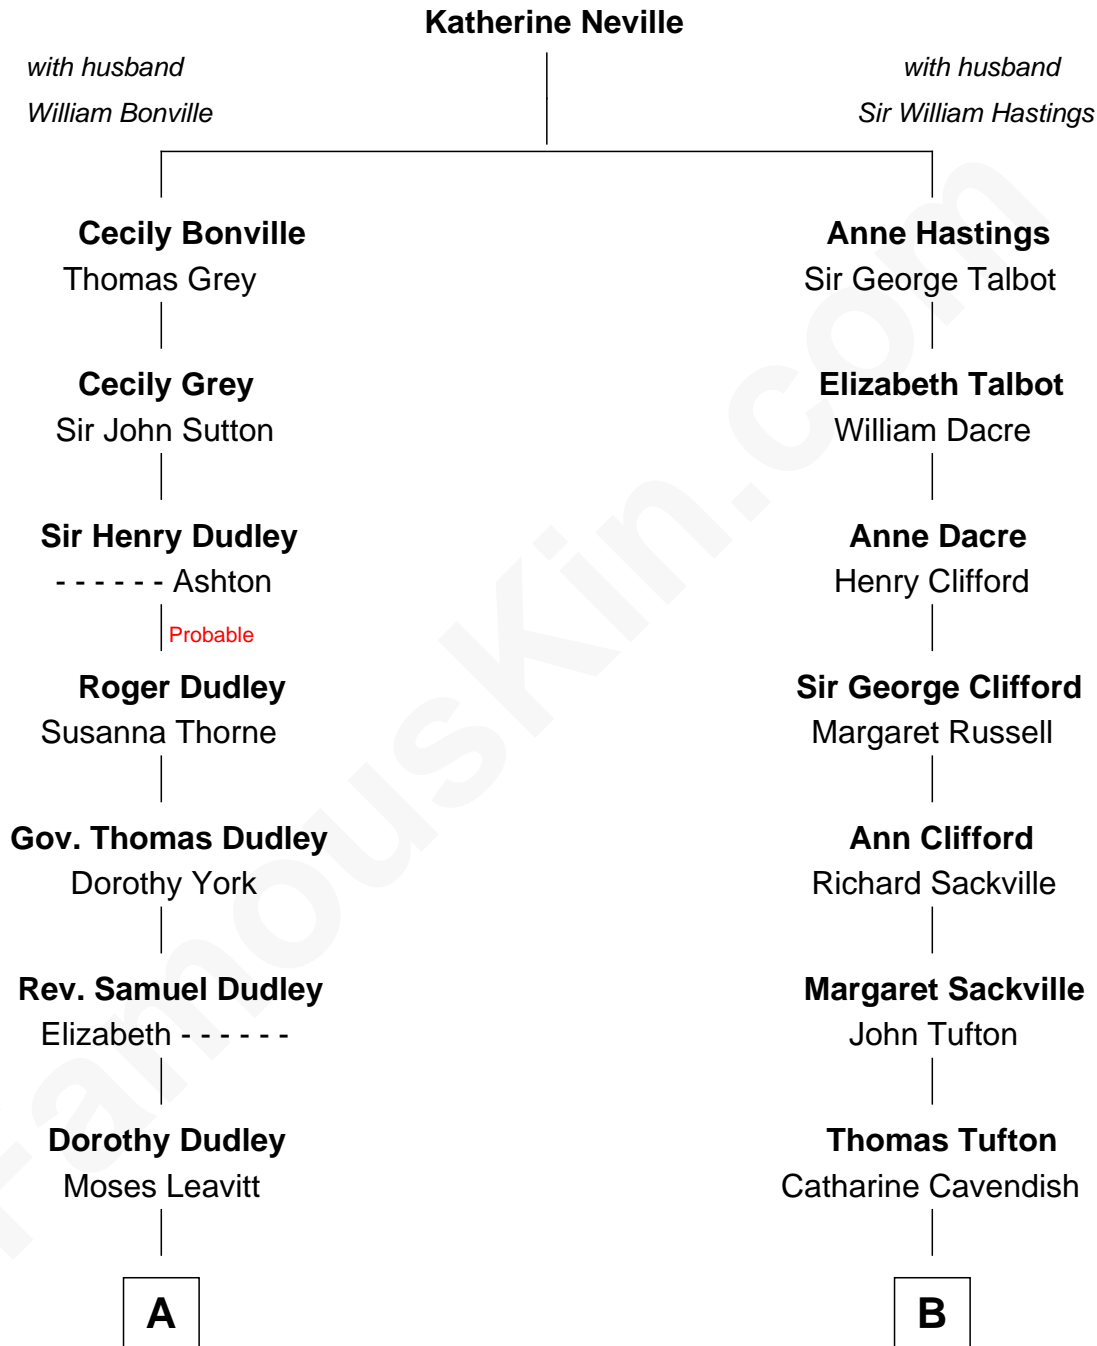 Katherine Neville
with husband
William Bonville
with husband
Sir William Hastings
Cecily Bonville
Thomas Grey
Anne Hastings
Sir George Talbot
Cecily Grey
Sir John Sutton
Elizabeth Talbot
William Dacre
Sir Henry Dudley
- - - - - - Ashton
Anne Dacre
Henry Clifford
Probable
Roger Dudley
Susanna Thorne
Sir George Clifford
Margaret Russell
Gov. Thomas Dudley
Dorothy York
Ann Clifford
Richard Sackville
Rev. Samuel Dudley
Elizabeth - - - - - -
Margaret Sackville
John Tufton
Dorothy Dudley
Moses Leavitt
Thomas Tufton
Catharine Cavendish
A
B
FamousKin.com